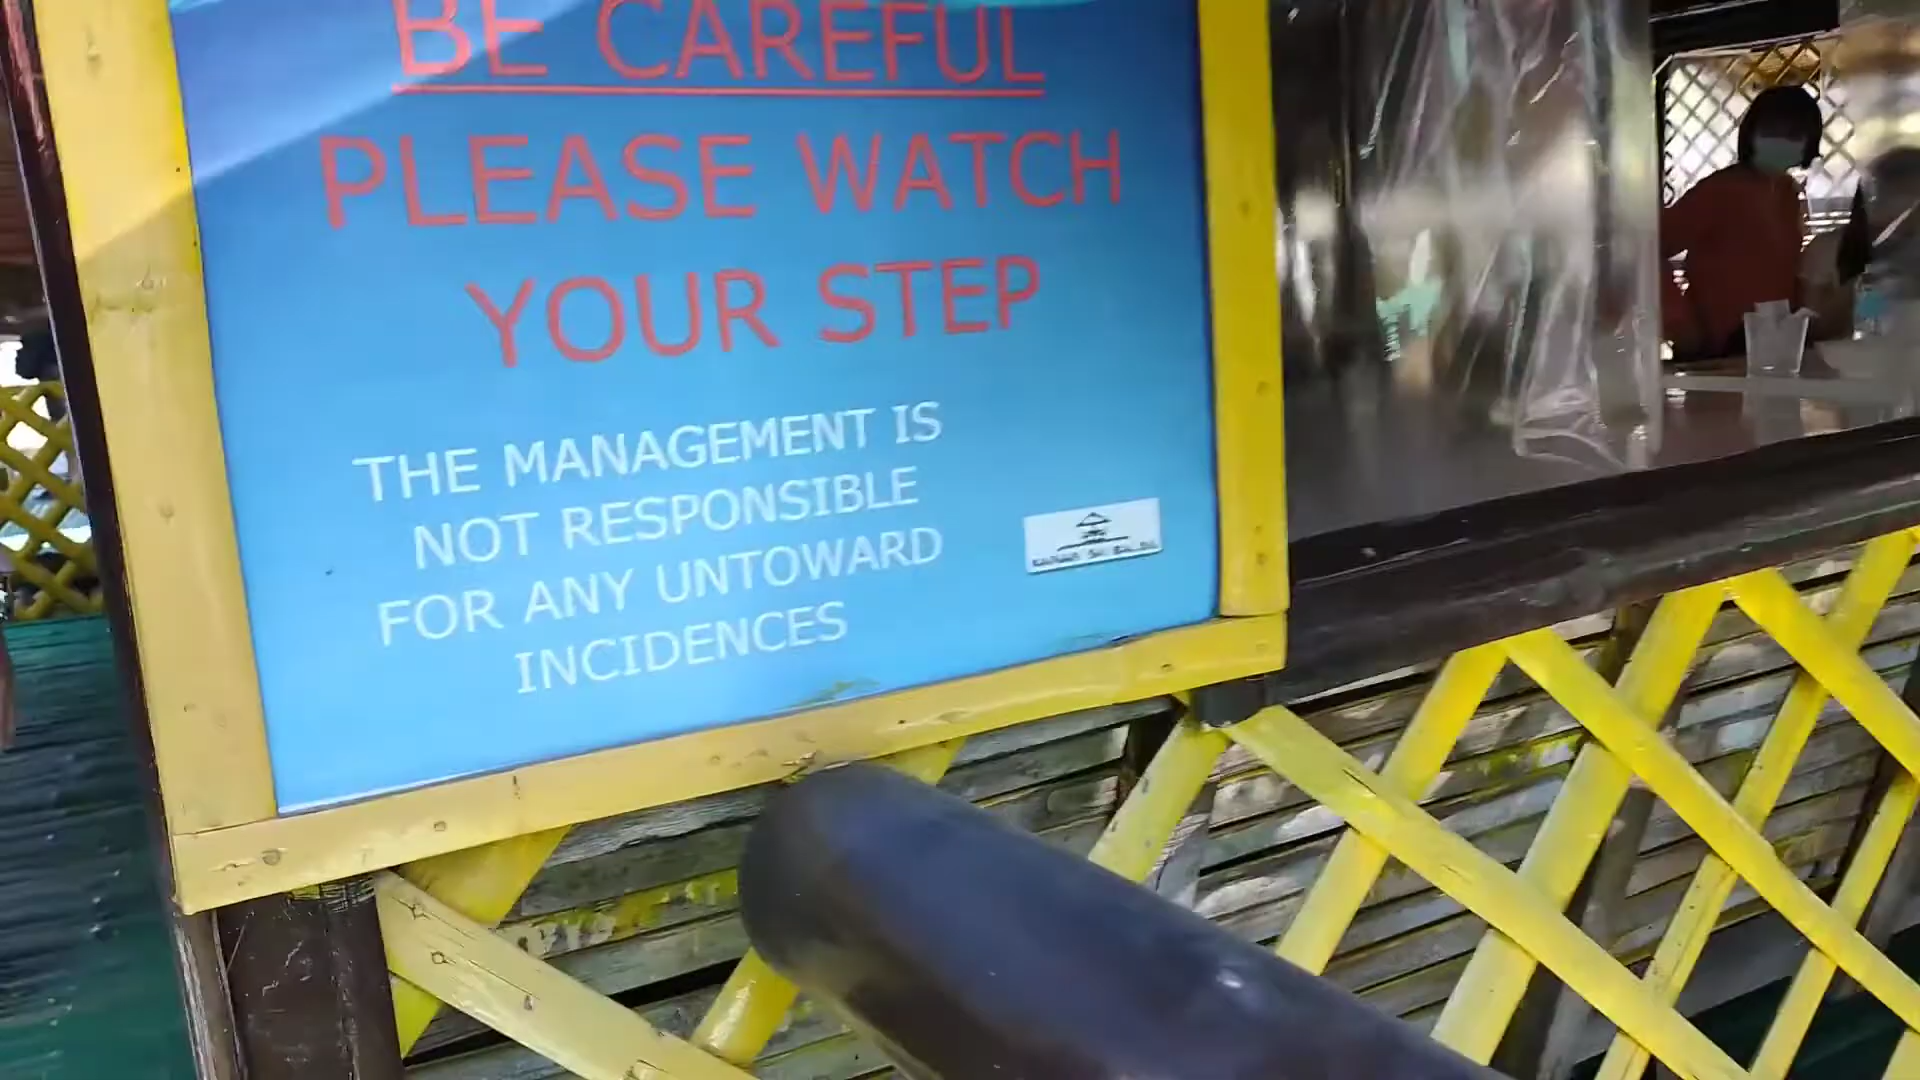 BE CAREFUL
PLEASE WATCH
YOUR STEP
THE MANAGEMENT IS
NOT RESPONSIBLE
FOR ANY UNTOWARD
INCIDENCES